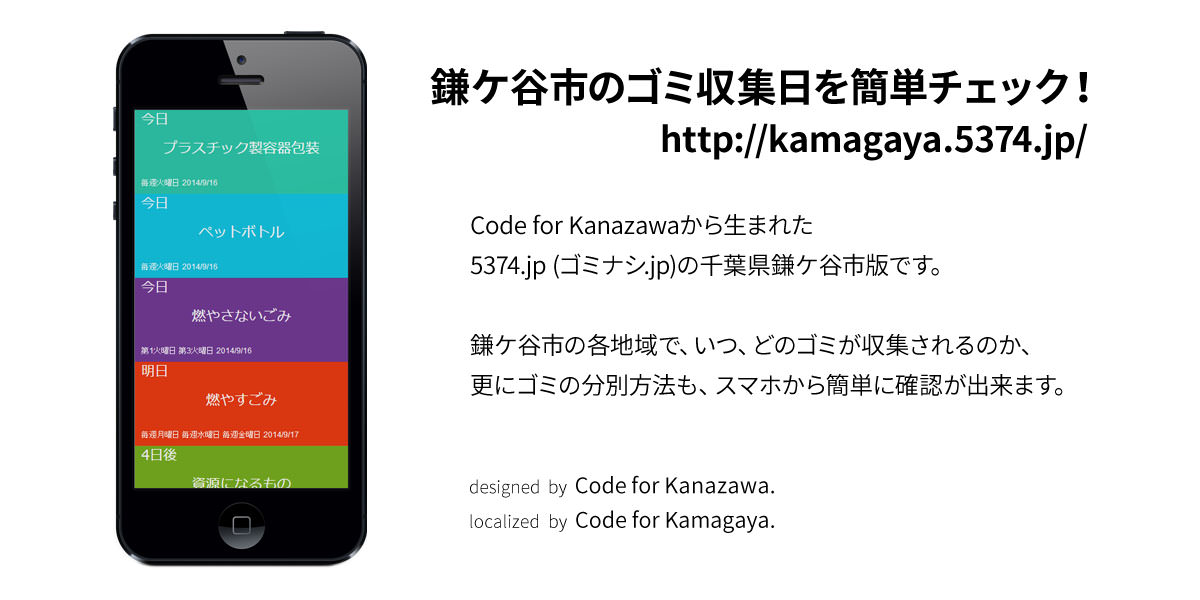 今日
プラスチック製容器包装
毎週火曜日 2014/9/16
今日
ペットボトル
毎週火曜日 2014/9/16
今日
燃やさないごみ
第1火曜日 第3火曜日 2014/9/16
明日
燃やすごみ
毎週月曜日 毎週水曜日 毎週金曜日 2014/9/17
4日後
資源になるもの
鎌ケ谷市のゴミ収集日を簡単チェック！
http://kamagaya.5374.jp/
Code for Kanazawaから生まれた
5374.jp (ゴミナシ.jp)の千葉県鎌ケ谷市版です。
鎌ケ谷市の各地域で、いつ、どのゴミが収集されるのか、
更にゴミの分別方法も、スマホから簡単に確認が出来ます。
designed by Code for Kanazawa.
localized by Code for Kamagaya.